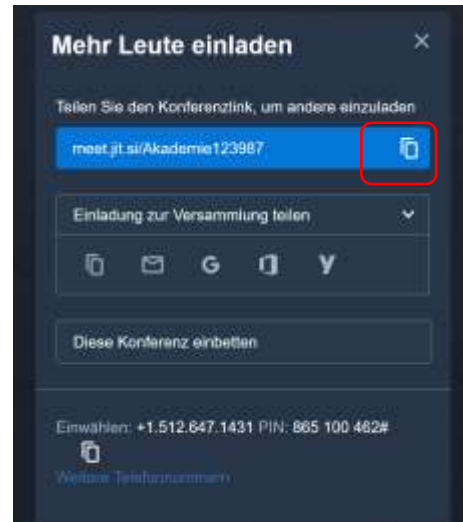 Mehr Leute einladen
Teilen Sie den Konferenzlink, um andere einzuladen
meet.jit.si/Akademie123987
Einladung zur Versammlung teilen
Diese Konferenz einbetten
Einwählen: +1.512.647.1431 PIN: 865 100 462#
Weitere Telefonnummern